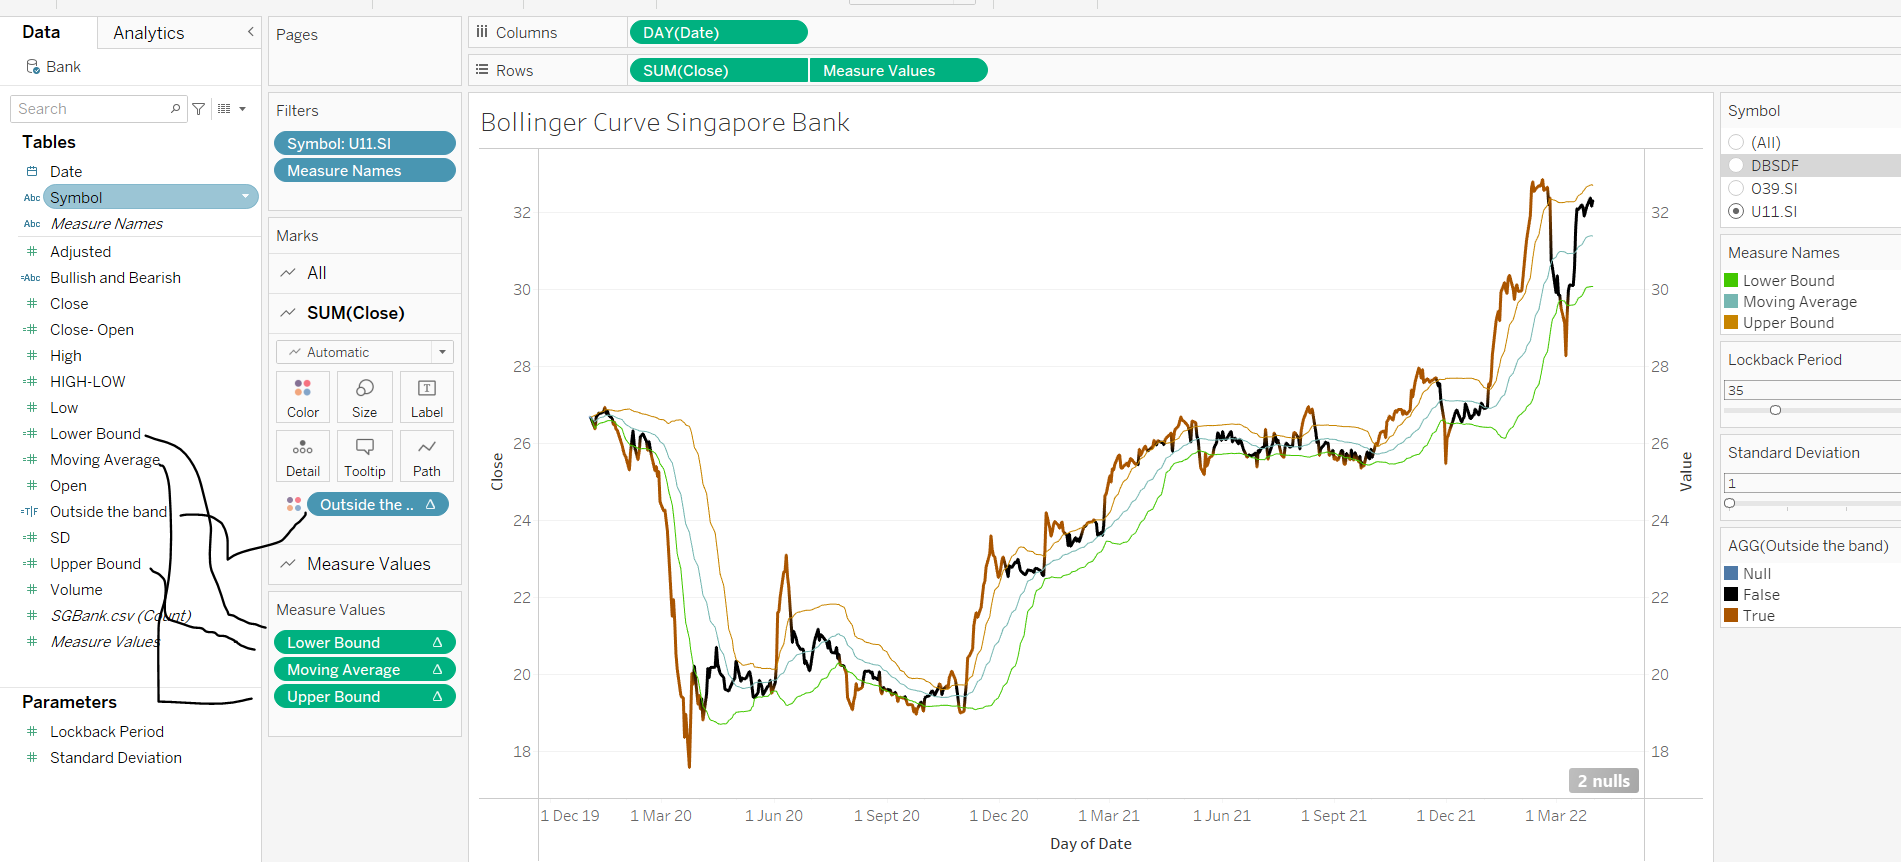 Data
Analytics
Bank
Search
Tables
Date
Abc Symbol
Abc Measure Names
Adjusted
=Abc Bullish and Bearish
Close
Close- Open
High
HIGH-LOW
Low
Lower Bound
Moving Average
Open
=T|F Outside the band
SD
Upper Bound
Volume
SGBank.csv (Count)
Measure Values
Parameters
Lockback Period
Standard Deviation
Pages
Filters
Symbol: U11.SI
Measure Names
Marks
All
SUM(Close)
Automatic
Color
Size
Label
Detail
Tooltip
Path
Outside the ..
Measure Values
Measure Values
Lower Bound
Moving Average
Upper Bound
Columns
DAY(Date)
Rows
SUM(Close)
Measure Values
Bollinger Curve Singapore Bank
Close
32
30
28
26
24
22
20
18
32
30
28
26
24
22
20
18
Value
2 nulls
1 Dec 19
1 Mar 20
1 Jun 20
1 Sept 20
1 Dec 20
1 Mar 21
1 Jun 21
1 Sept 21
1 Dec 21
1 Mar 22
Day of Date
Symbol
(All)
DBSDF
O39.SI
U11.SI
Measure Names
Lower Bound
Moving Average
Upper Bound
Lockback Period
35
Standard Deviation
1
AGG(Outside the band)
Null
False
True